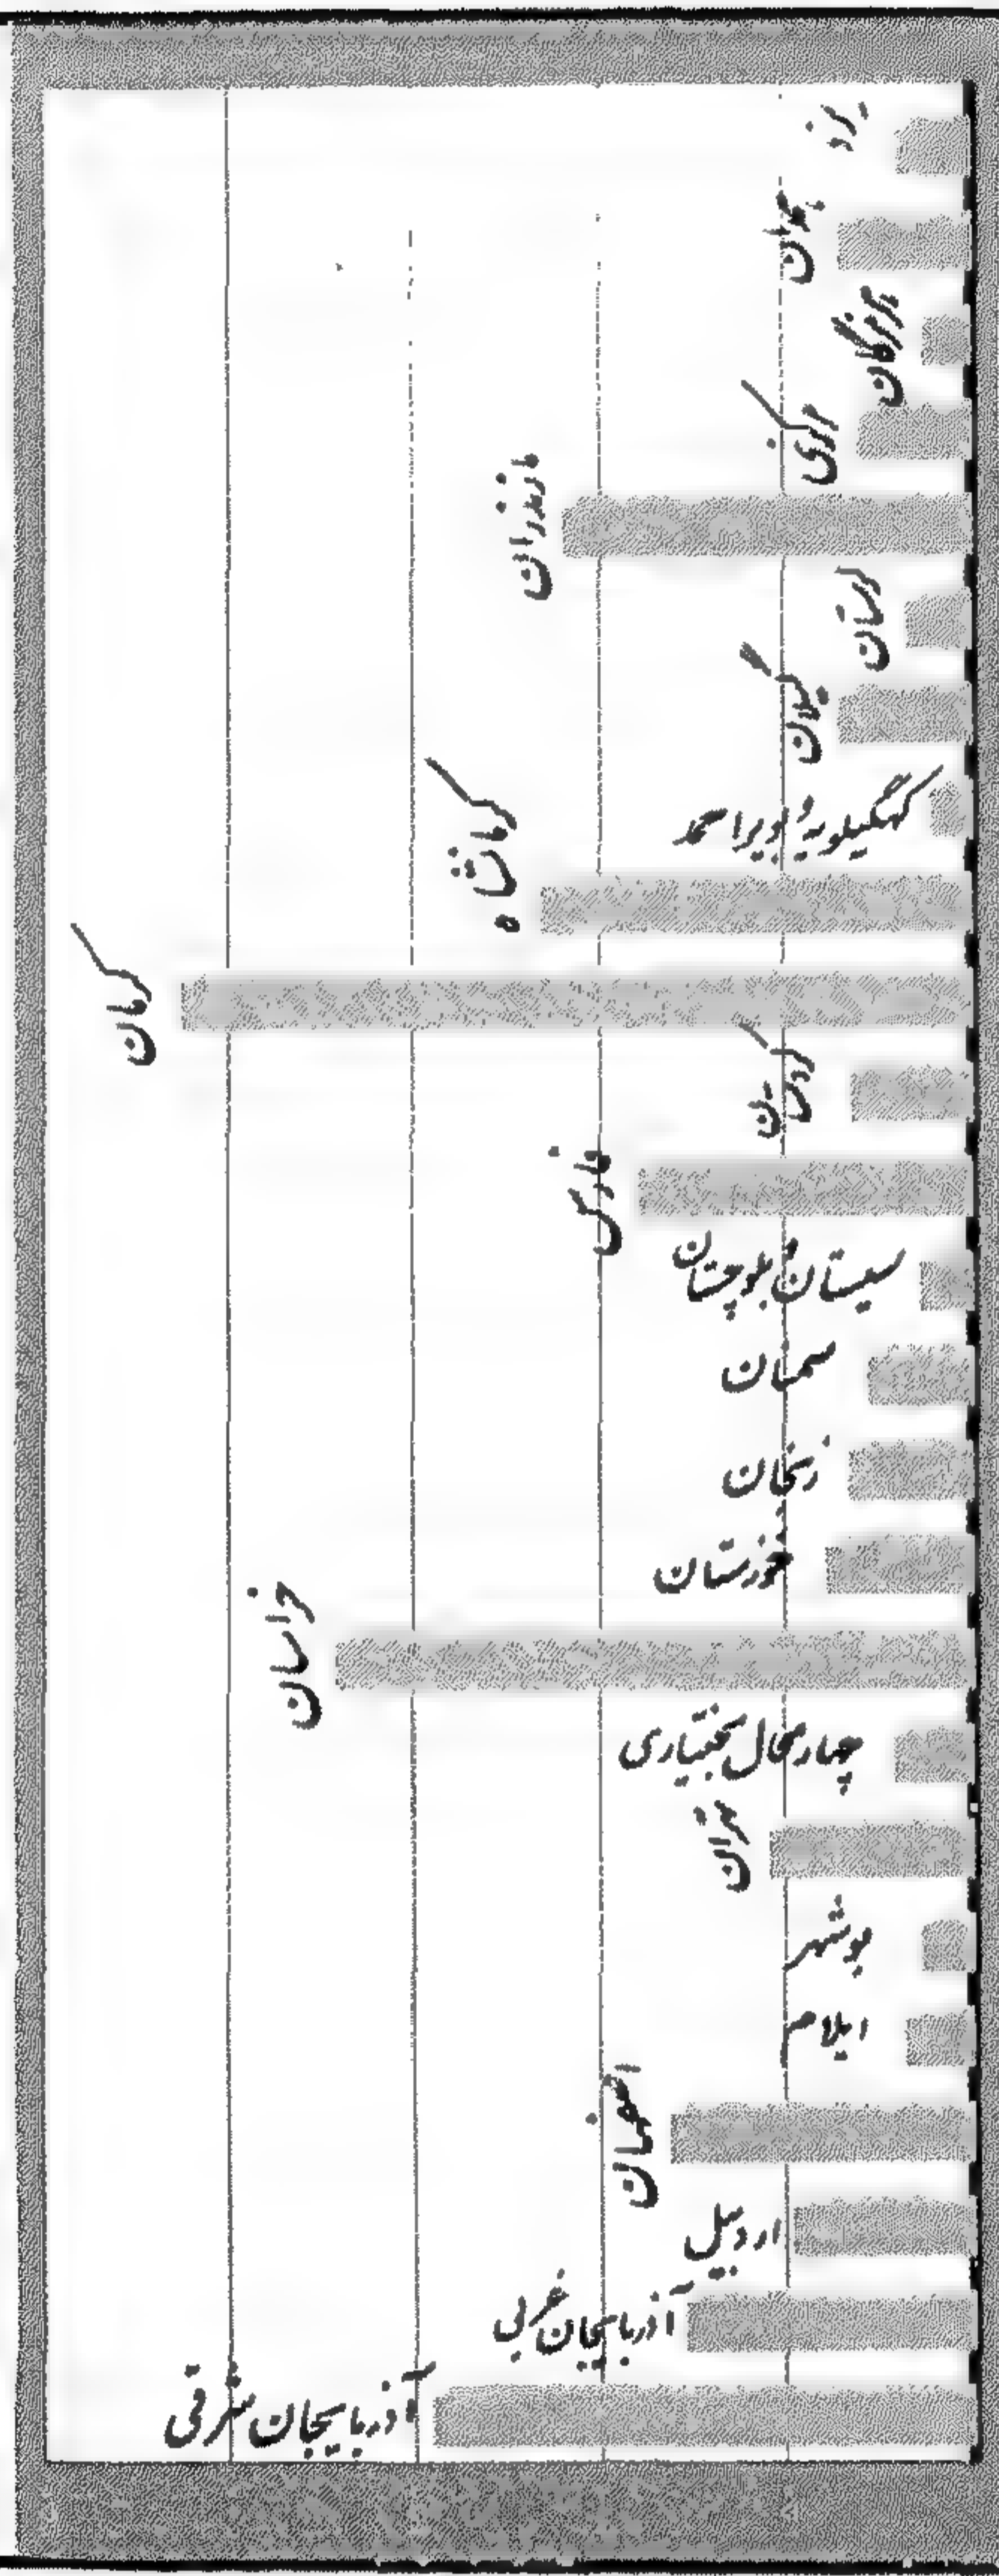 آذربایجان شرقی
آذربایجان غربی
اردبیل
اصفهان
ایلام
بوشهر
تهران
چهارمحال بختیاری
خراسان
خوزستان
زنجان
سمنان
سیستان و بلوچستان
فارس
کردستان
کرمان
کرمانشاه
کهگیلویه و بویراحمد
گیلان
لرستان
مازندران
مرکزی
هرمزگان
همدان
یزد